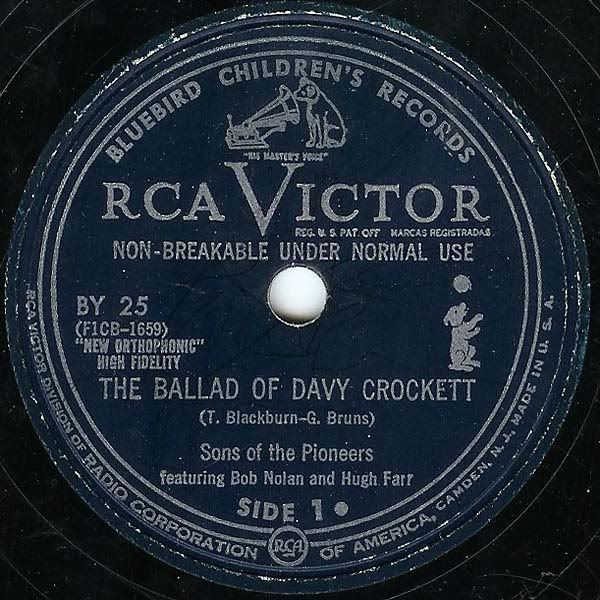 BLUEBIRD CHILDREN'S RECORDS
"HIS MASTER'S VOICE"
RCA VICTOR
REG. U. S. PAT. OFF MARCAS REGISTRADAS
NON-BREAKABLE UNDER NORMAL USE
BY 25
(F1CB-1659)
"NEW ORTHOPHONIC"
HIGH FIDELITY
THE BALLAD OF DAVY CROCKETT
(T. Blackburn-G. Bruns)
Sons of the Pioneers
featuring Bob Nolan and Hugh Farr
SIDE 1
RCA VICTOR DIVISION OF RADIO CORPORATION RCA OF AMERICA, CAMDEN, N. J. MADE IN U. S. A.